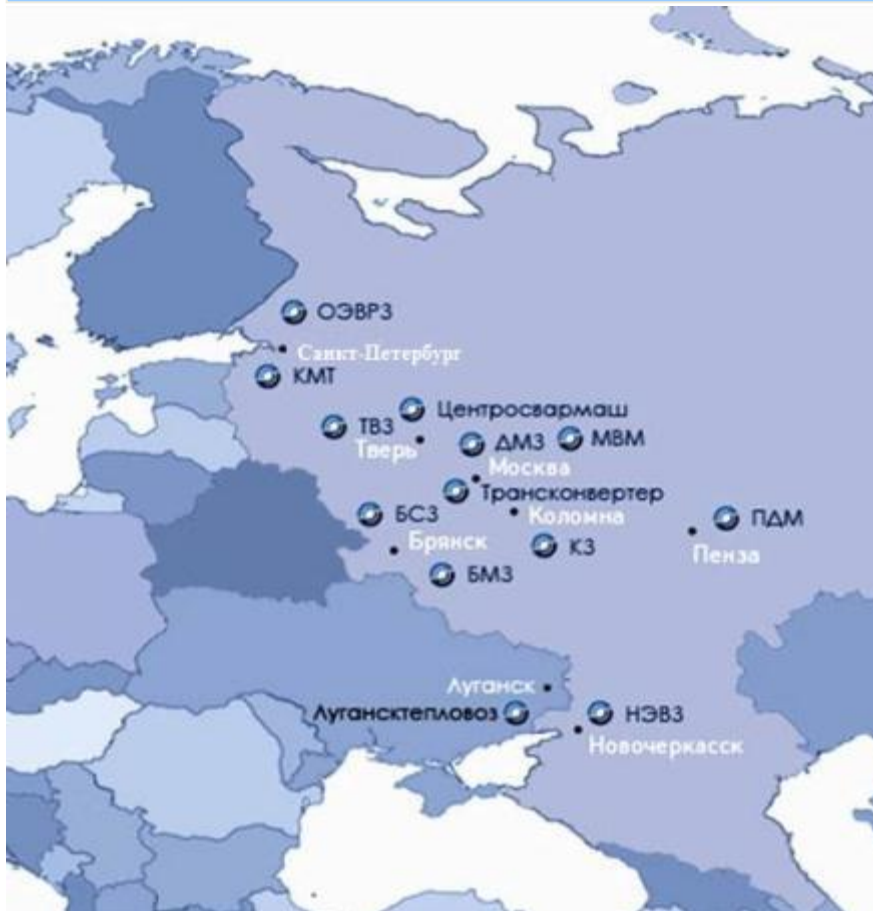 ОЭВРЗ
Санкт-Петербург
КМТ
Центросвармаш
ТВЗ
Тверь
ДМЗ
МВМ
Москва
Трансконвертер
БСЗ
Коломна
ПДМ
Брянск
КЗ
Пенза
БМЗ
Луганск
Лугансктепловоз
НЭВЗ
Новочеркасск